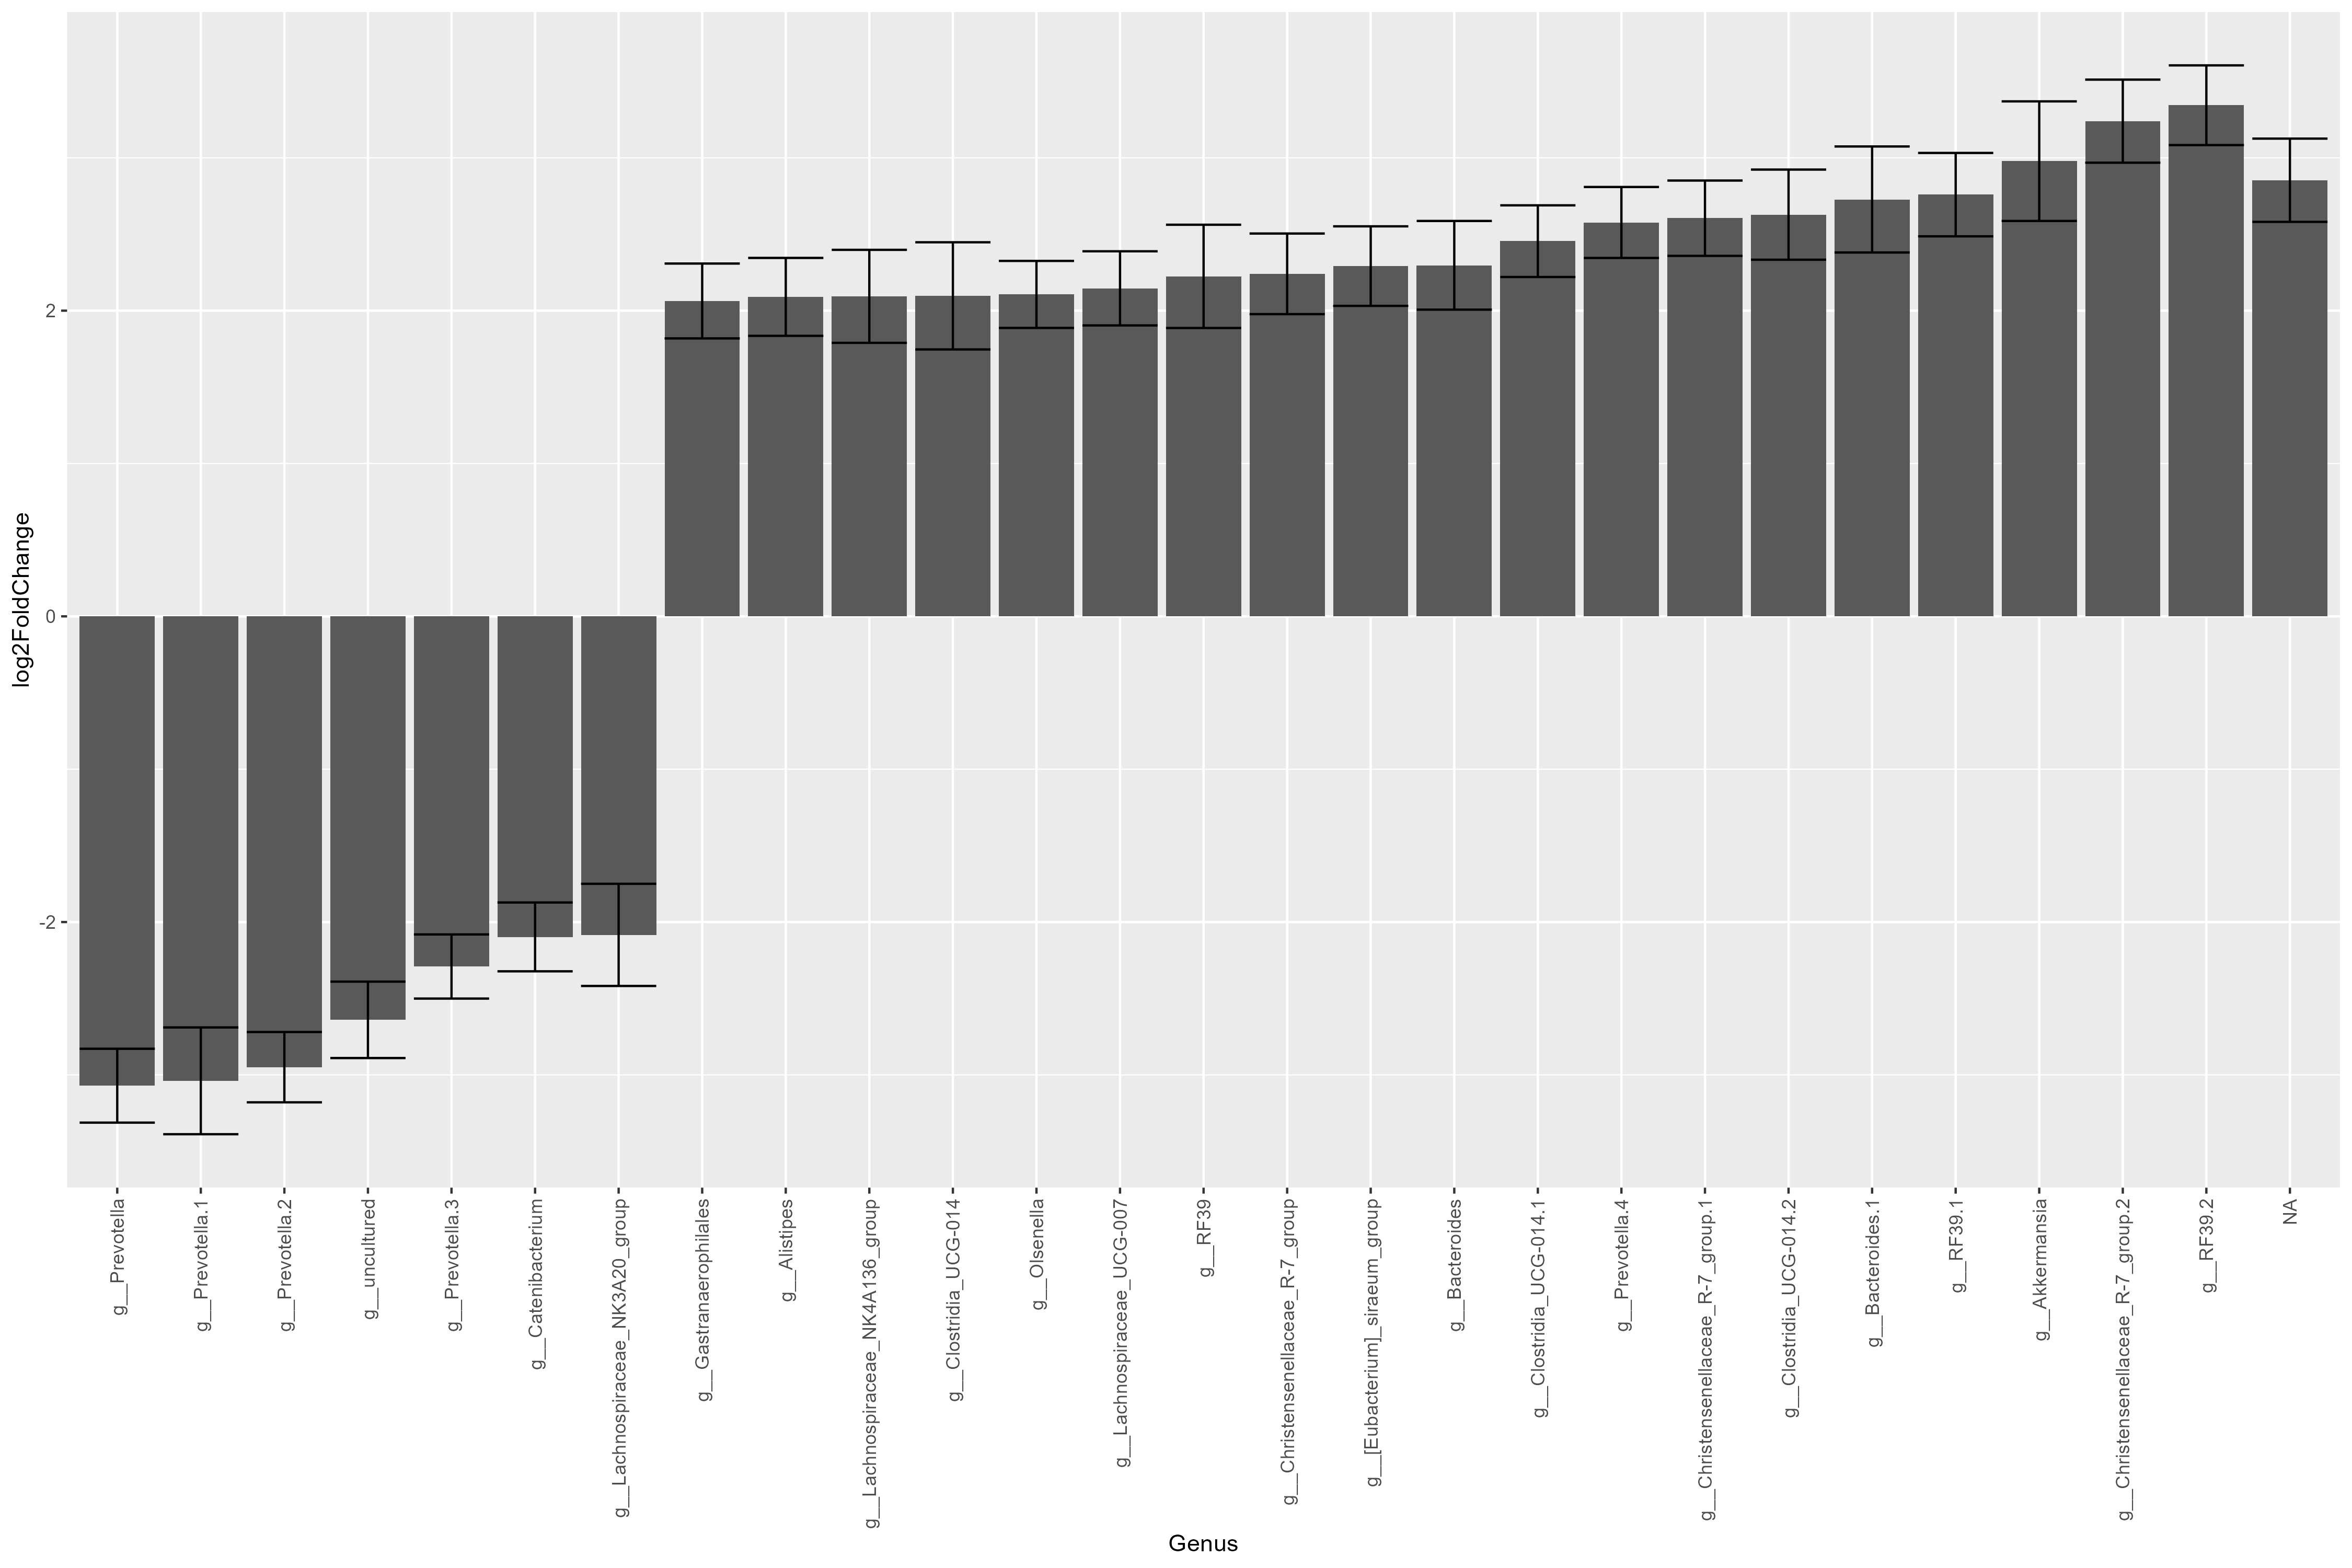 log2FoldChange
2
0
-2
g__Prevotella
g__Prevotella.1
g__Prevotella.2
g__uncultured
g__Prevotella.3
g__Catenibacterium
g__Lachnospiraceae_NK3A20_group
g__Gastranaerophilales
g__Alistipes
g__Lachnospiraceae_NK4A136_group
g__Clostridia_UCG-014
g__Olsenella
g__Lachnospiraceae_UCG-007
g__RF39
g__Christensenellaceae_R-7_group
g__[Eubacterium]_siraeum_group
g__Bacteroides
g__Clostridia_UCG-014.1
g__Prevotella.4
g__Christensenellaceae_R-7_group.1
g__Clostridia_UCG-014.2
g__Bacteroides.1
g__RF39.1
g__Akkermansia
g__Christensenellaceae_R-7_group.2
g__RF39.2
NA
Genus